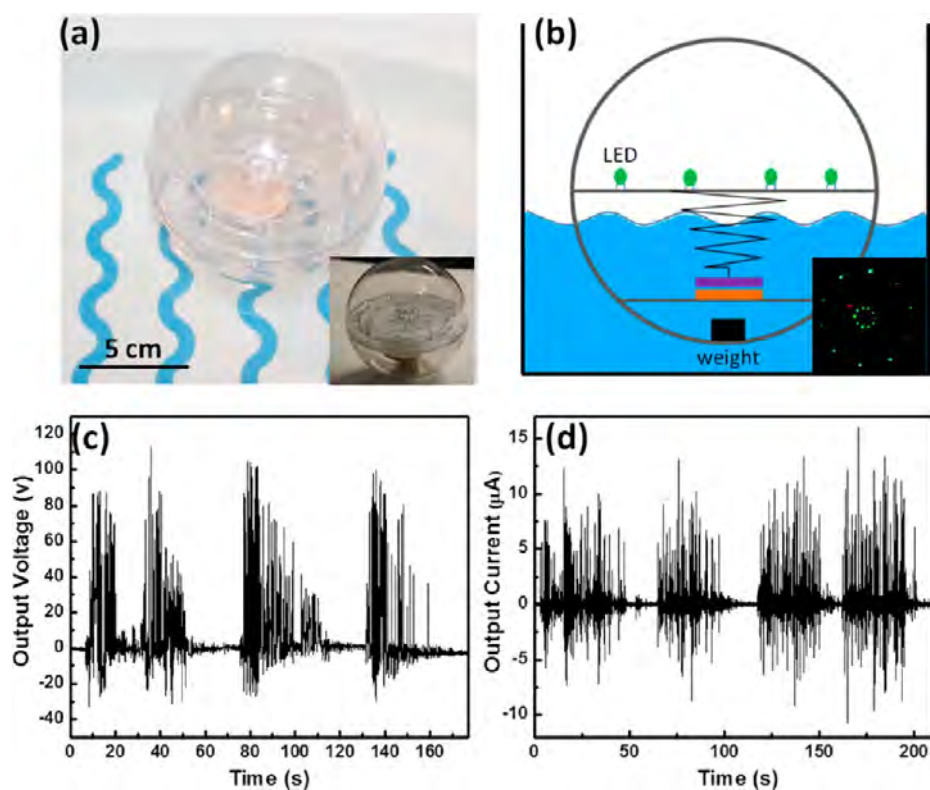 (a)
5 cm
(b)
LED
weight
(c)
Output Voltage (v)
120
100
80
60
40
20
0
-20
-40
0 20 40 60 80 100 120 140 160
Time (s)
(d)
Output Current (μA)
15
10
5
0
-5
-10
0 50 100 150 200
Time (s)